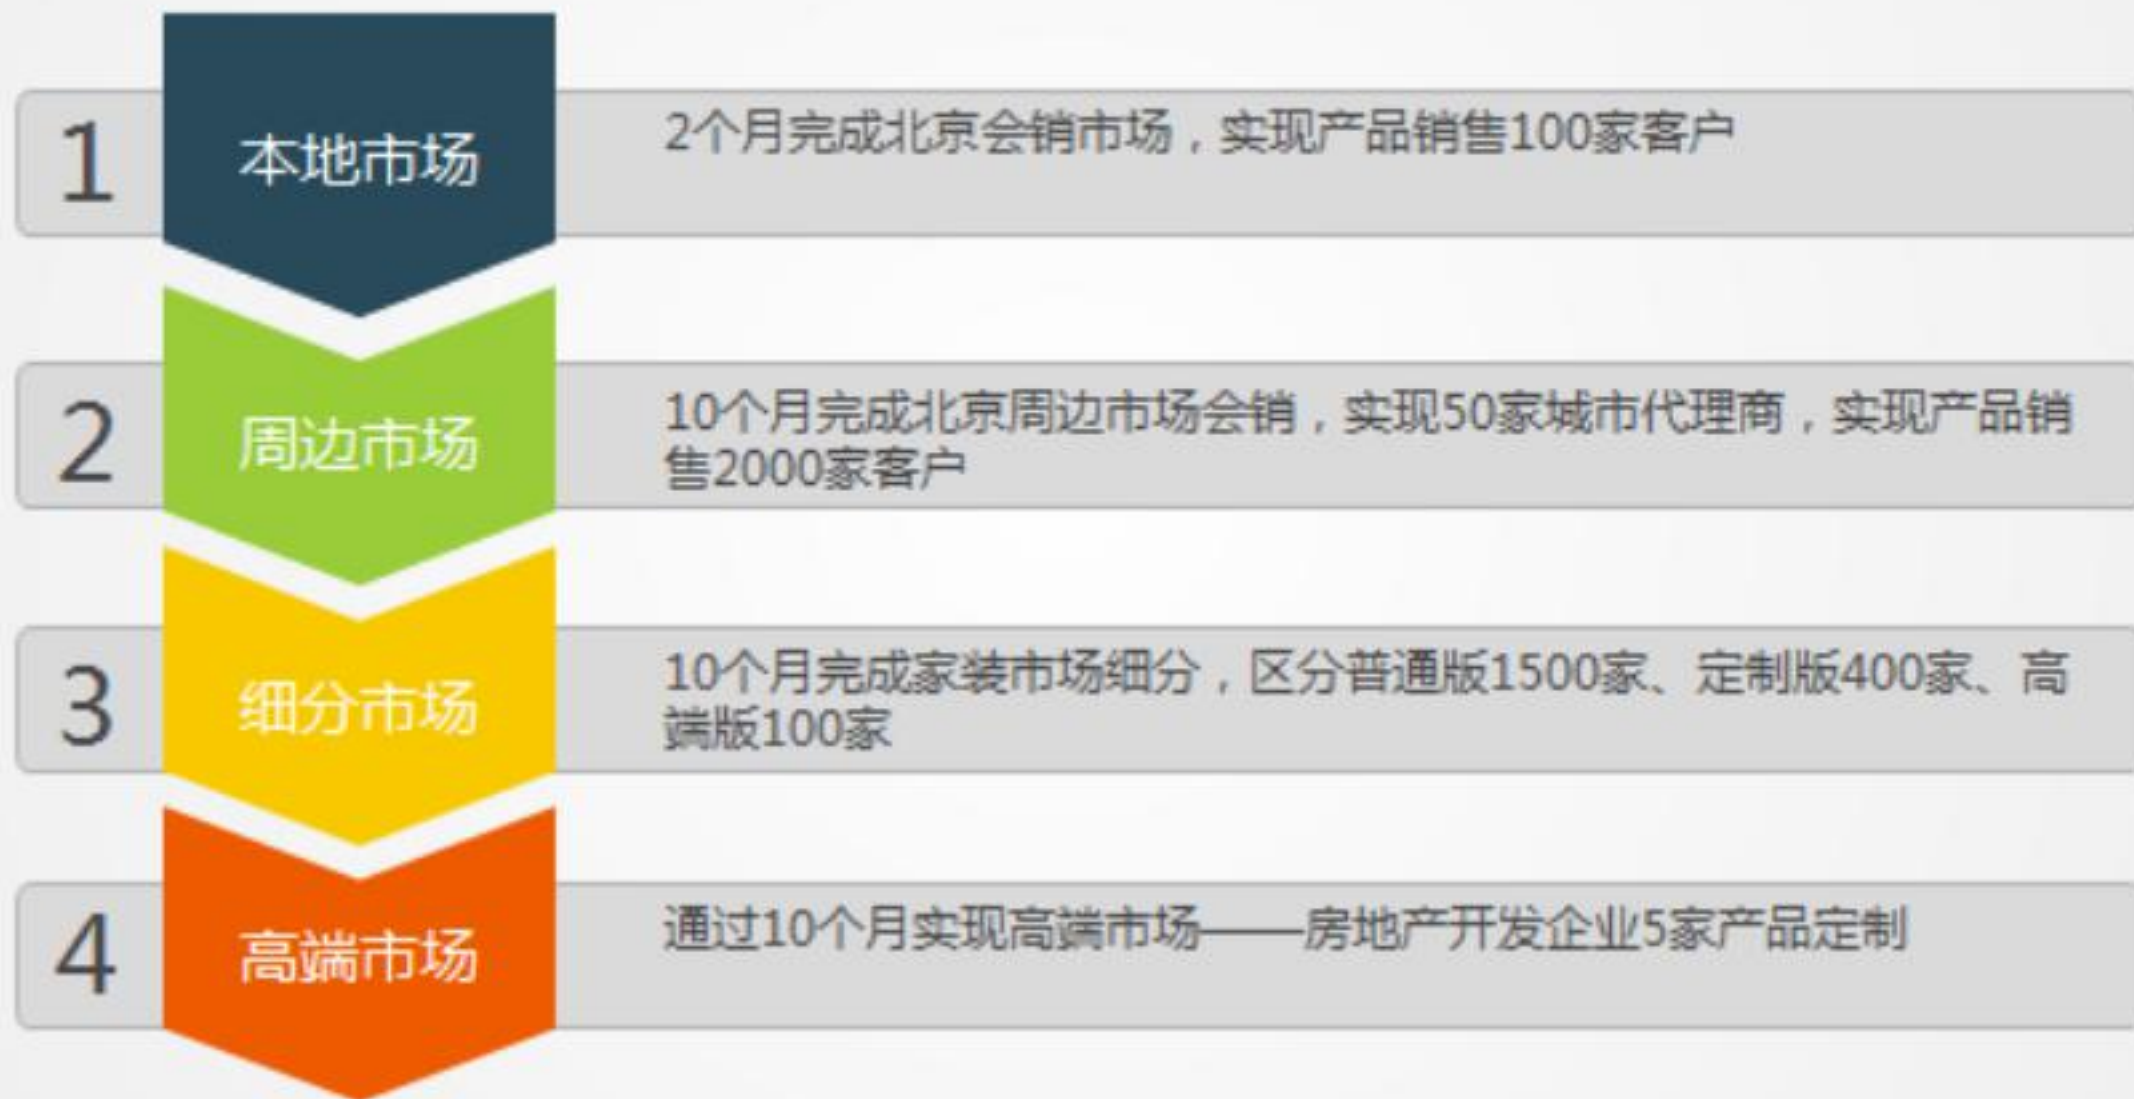 1
本地市场
2个月完成北京会销市场，实现产品销售100家客户
2
周边市场
10个月完成北京周边市场会销，实现50家城市代理商，实现产品销
售2000家客户
3
细分市场
10个月完成家装市场细分，区分普通版1500家、定制版400家、高
端版100家
4
高端市场
通过10个月实现高端市场——房地产开发企业5家产品定制